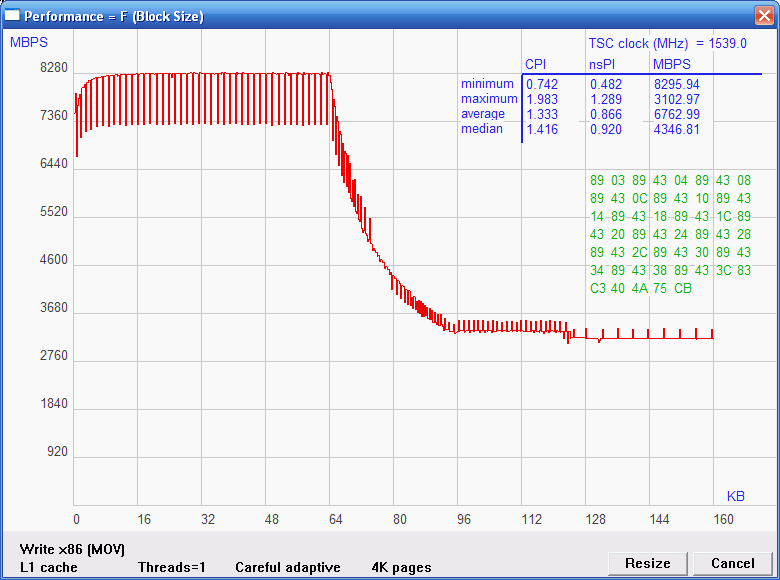 Performance = F (Block Size)
MBPS
TSC clock (MHz) = 1539.0
CPI nsPI MBPS
minimum 0.742 0.482 8295.94
maximum 1.983 1.289 3102.97
average 1.333 0.866 6762.99
median 1.416 0.920 4346.81
8280
7360
6440
5520
4600
3680
2760
1840
920
89 03 89 43 04 89 43 08
89 43 0C 89 43 10 89 43
14 89 43 18 89 43 1C 89
43 20 89 43 24 89 43 28
89 43 2C 89 43 30 89 43
34 89 43 38 89 43 3C 83
C3 40 4A 75 CB
KB
0 16 32 48 64 80 96 112 128 144 160
Write x86 (MOV)
L1 cache Threads=1 Careful adaptive 4K pages
Resize Cancel